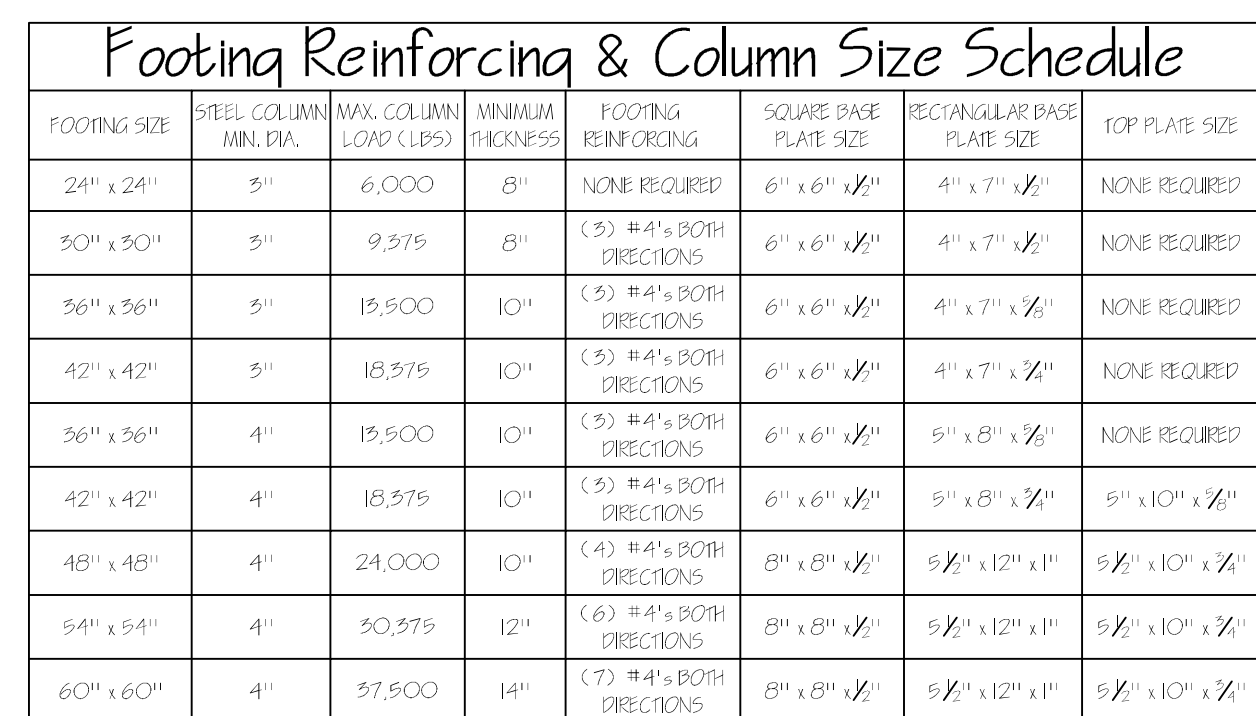 Footing Reinforcing & Column Size Schedule
FOOTING SIZE STEEL COLUMN MIN. DIA. MAX. COLUMN LOAD (LBS) MINIMUM THICKNESS FOOTING REINFORCING SQUARE BASE PLATE SIZE RECTANGULAR BASE PLATE SIZE TOP PLATE SIZE
24" x 24" 3" 6,000 8" NONE REQUIRED 6" x 6" x 1/2" 4" x 7" x 1/2" NONE REQUIRED
30" x 30" 3" 9,375 8" (3) #4's BOTH DIRECTIONS 6" x 6" x 1/2" 4" x 7" x 1/2" NONE REQUIRED
36" x 36" 3" 13,500 10" (3) #4's BOTH DIRECTIONS 6" x 6" x 1/2" 4" x 7" x 5/8" NONE REQUIRED
42" x 42" 3" 18,375 10" (3) #4's BOTH DIRECTIONS 6" x 6" x 1/2" 4" x 7" x 3/4" NONE REQURED
36" x 36" 4" 13,500 10" (3) #4's BOTH DIRECTIONS 6" x 6" x 1/2" 5" x 8" x 5/8" NONE REQUIRED
42" x 42" 4" 18,375 10" (3) #4's BOTH DIRECTIONS 6" x 6" x 1/2" 5" x 8" x 3/4" 5" x 10" x 5/8"
48" x 48" 4" 24,000 10" (4) #4's BOTH DIRECTIONS 8" x 8" x 1/2" 5 1/2" x 12" x 1" 5 1/2" x 10" x 3/4"
54" x 54" 4" 30,375 12" (6) #4's BOTH DIRECTIONS 8" x 8" x 1/2" 5 1/2" x 12" x 1" 5 1/2" x 10" x 3/4"
60" x 60" 4" 37,500 14" (7) #4's BOTH DIRECTIONS 8" x 8" x 1/2" 5 1/2" x 12" x 1" 5 1/2" x 10" x 3/4"